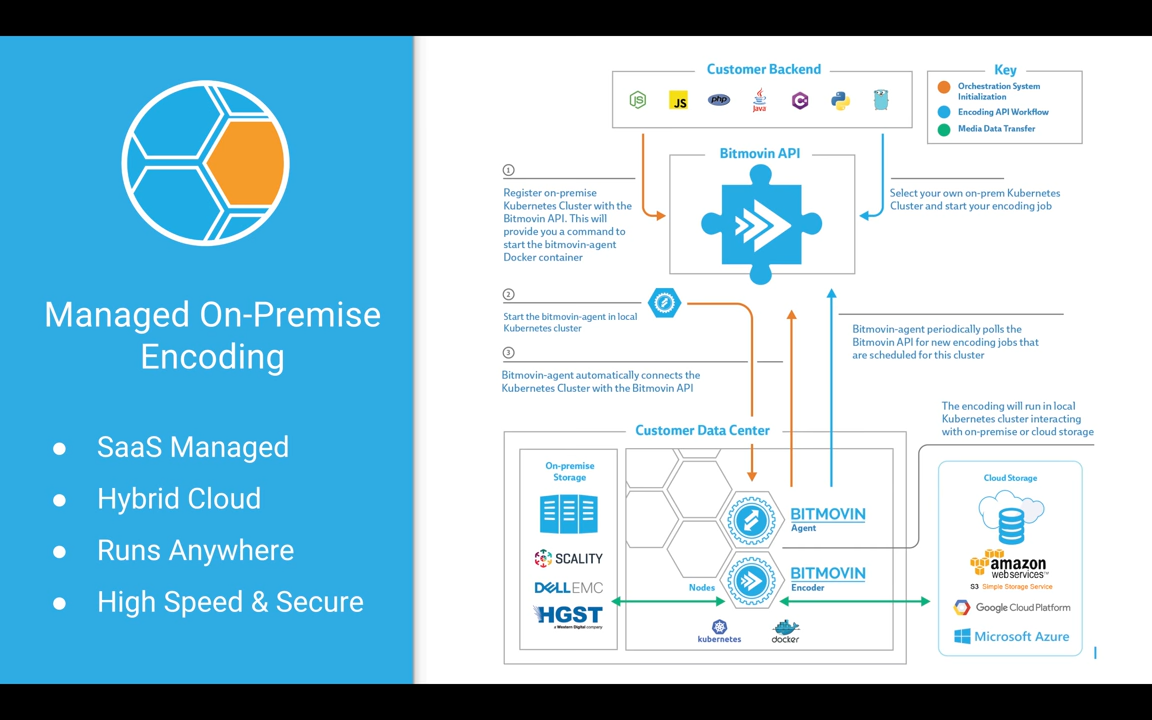 Managed On-Premise
Encoding
● SaaS Managed
● Hybrid Cloud
● Runs Anywhere
● High Speed & Secure
Customer Backend
JS
JS
php
Java
C#
Key
Orchestration System
Initialization
Encoding API Workflow
Media Data Transfer
Bitmovin API
1
Register on-premise
Kubernetes Cluster with the
Bitmovin API. This will
provide you a command to
start the bitmovin-agent
Docker container
Select your own on-prem Kubernetes
Cluster and start your encoding job
2
Start the bitmovin-agent in local
Kubernetes cluster
3
Bitmovin-agent automatically connects the
Kubernetes Cluster with the Bitmovin API
Bitmovin-agent periodically polls the
Bitmovin API for new encoding jobs that
are scheduled for this cluster
The encoding will run in local
Kubernetes cluster interacting
with on-premise or cloud storage
Customer Data Center
On-premise
Storage
SCALITY
DELLEMC
HGST
a Western Digital company
BITMOVIN
Agent
BITMOVIN
Encoder
Nodes
kubernetes
docker
Cloud Storage
amazon
webservices™
S3 Simple Storage Service
Google Cloud Platform
Microsoft Azure